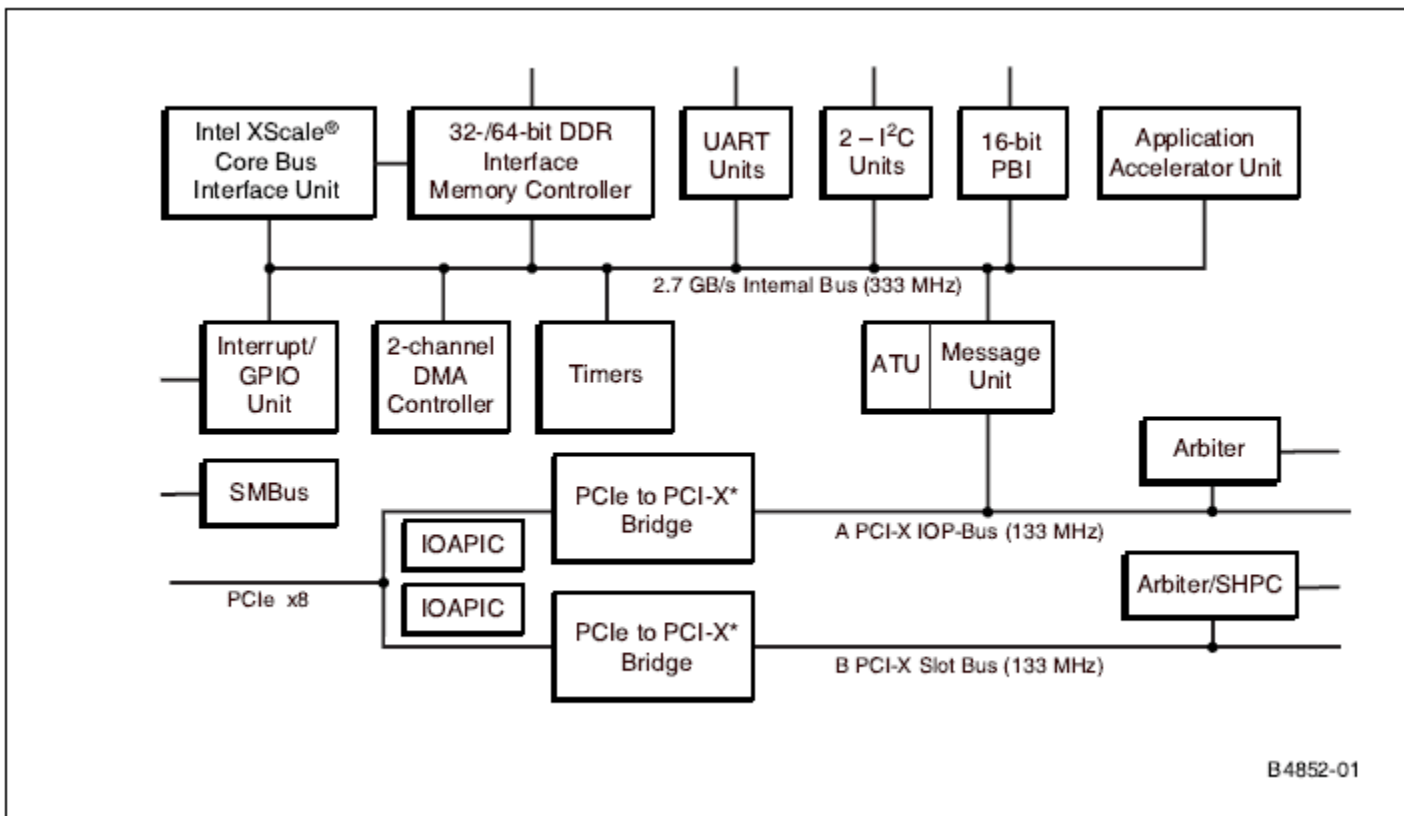 Intel XScale®
Core Bus
Interface Unit
32-/64-bit DDR
Interface
Memory Controller
UART
Units
2 – I²C
Units
16-bit
PBI
Application
Accelerator Unit
2.7 GB/s Internal Bus (333 MHz)
Interrupt/
GPIO
Unit
2-channel
DMA
Controller
Timers
ATU
Message
Unit
Arbiter
SMBus
PCIe to PCI-X*
Bridge
IOAPIC
A PCI-X IOP-Bus (133 MHz)
PCIe x8
IOAPIC
Arbiter/SHPC
PCIe to PCI-X*
Bridge
B PCI-X Slot Bus (133 MHz)
B4852-01